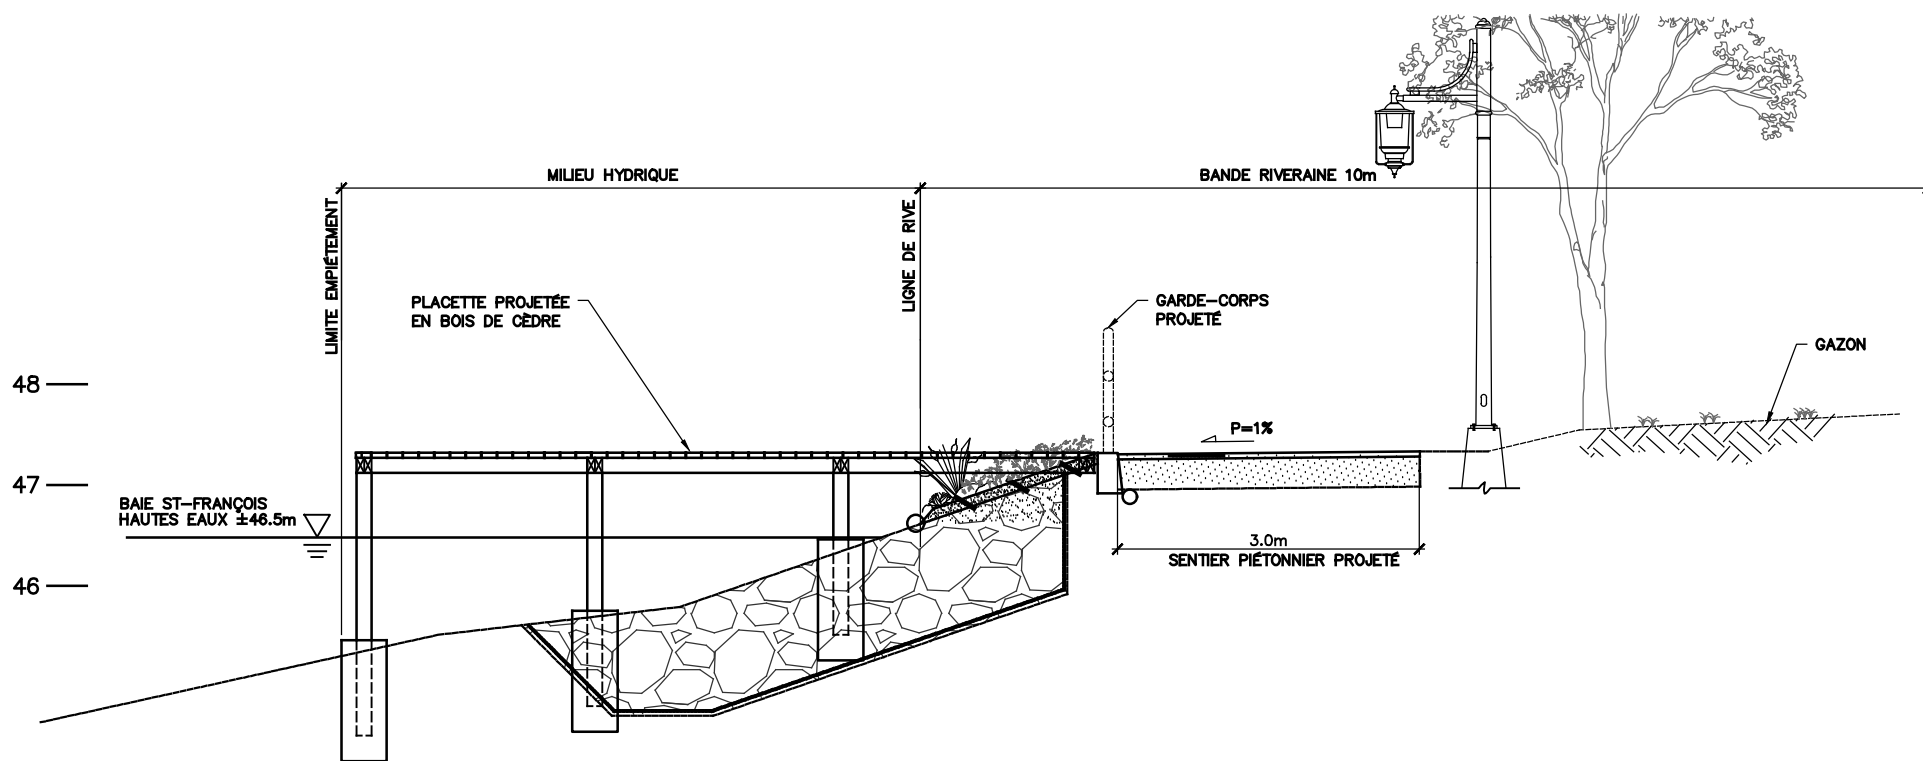 MILIEU HYDRIQUE
BANDE RIVERAINE 10m
LIMITE EMPIÉTEMENT
LIGNE DE RIVE
PLACETTE PROJETÉE
EN BOIS DE CÈDRE
GARDE-CORPS
PROJETÉ
GAZON
48
P=1%
47
BAIE ST-FRANÇOIS
HAUTES EAUX ±46.5m
3.0m
SENTIER PIÉTONNIER PROJETÉ
46